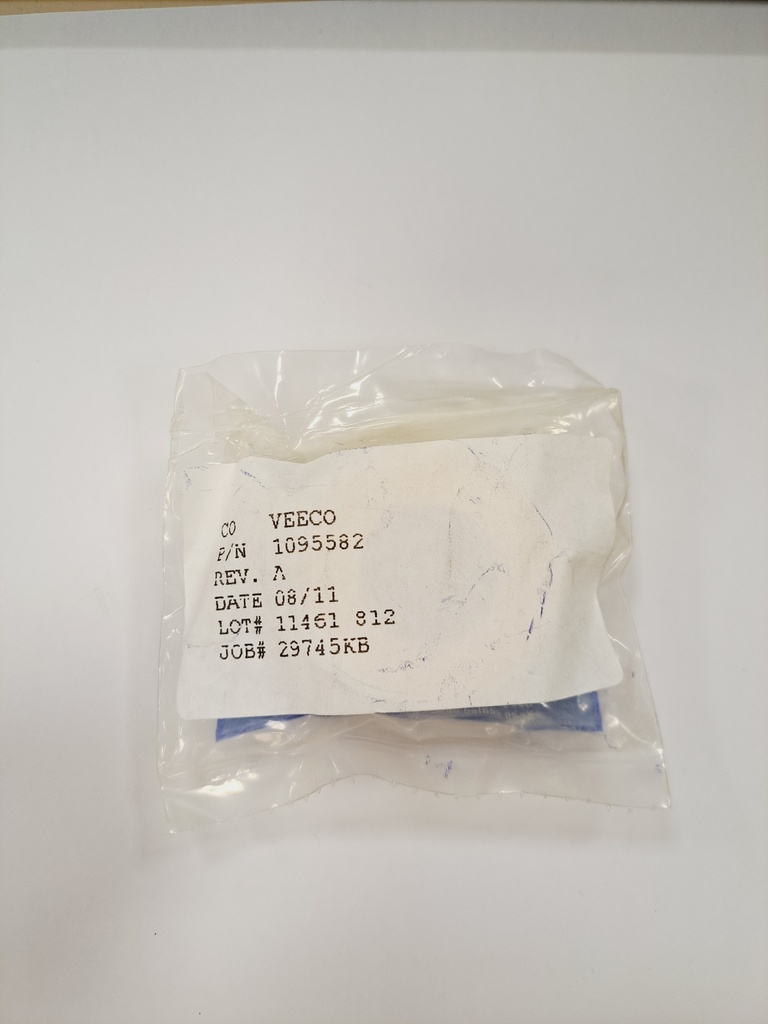 CO VEECO
P/N 1095582
REV. A
DATE 08/11
LOT# 11461 812
JOB# 29745KB